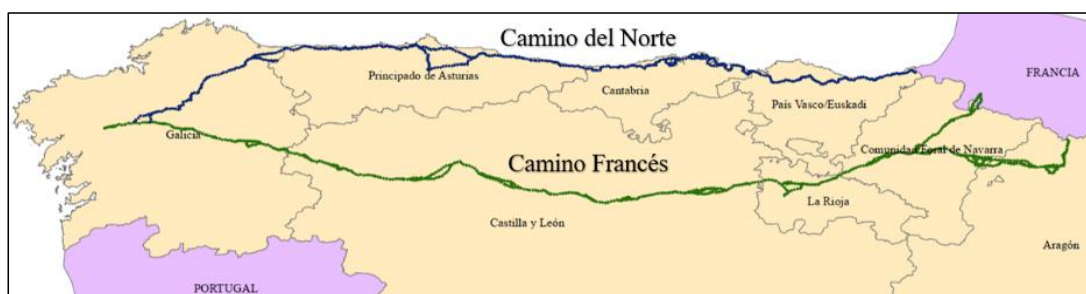 Camino del Norte
Principado de Asturias
Cantabria
FRANCIA
País Vasco/Euskadi
Galicia
Camino Francés
Comunidad Foral de Navarra
La Rioja
Castilla y León
Aragón
PORTUGAL